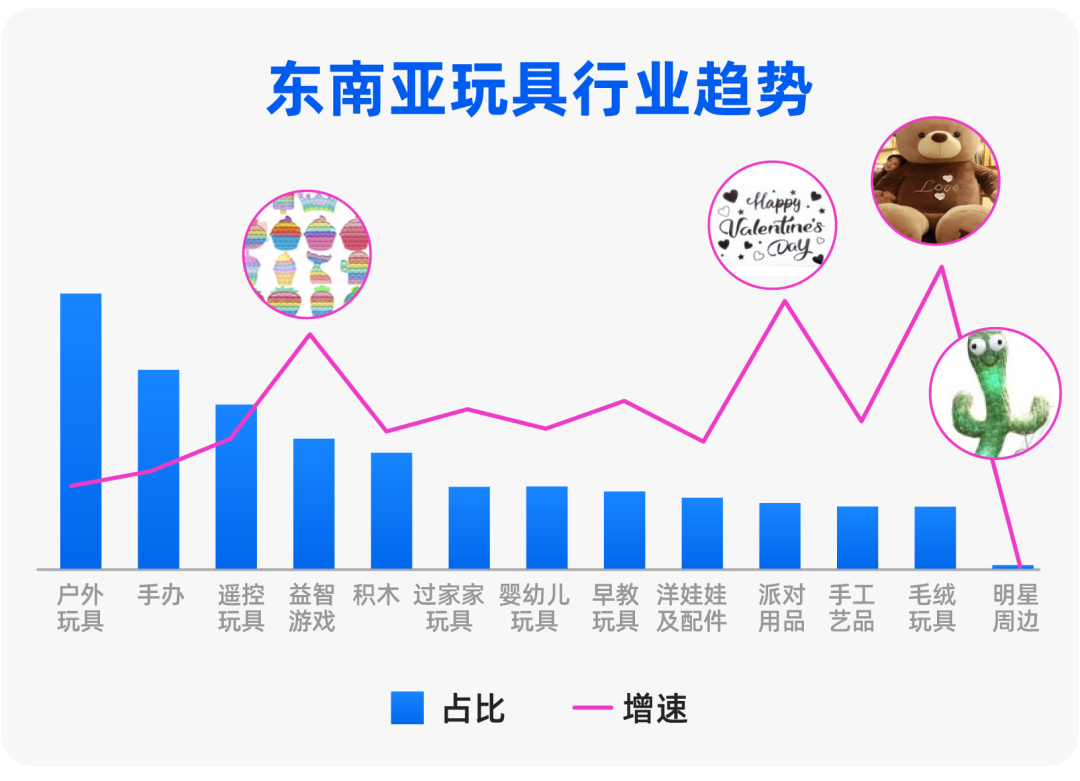 东南亚玩具行业趋势
Love
Happy
Valentine's
Day
户外
玩具
手办
遥控
玩具
益智
游戏
积木
过家家
玩具
婴幼儿
玩具
早教
玩具
洋娃娃
及配件
派对
用品
手工
艺品
毛绒
玩具
明星
周边
占比
增速